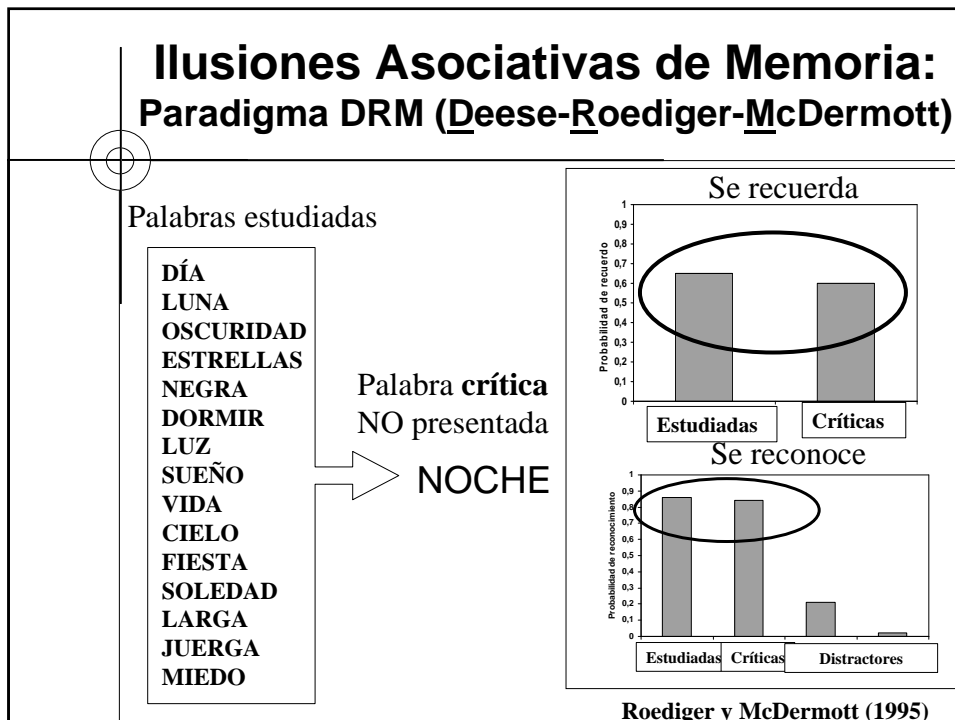 Ilusiones Asociativas de Memoria:
Paradigma DRM (Deese-Roediger-McDermott)
Palabras estudiadas
DÍA
LUNA
OSCURIDAD
ESTRELLAS
NEGRA
DORMIR
LUZ
SUEÑO
VIDA
CIELO
FIESTA
SOLEDAD
LARGA
JUERGA
MIEDO
Palabra crítica
NO presentada
NOCHE
Se recuerda
Probabilidad de recuerdo
1
0,9
0,8
0,7
0,6
0,5
0,4
0,3
0,2
0,1
0
Estudiadas
Críticas
Se reconoce
Probabilidad de reconocimiento
1
0,9
0,8
0,7
0,6
0,5
0,4
0,3
0,2
0,1
0
Estudiadas
Críticas
Distractores
Roediger y McDermott (1995)